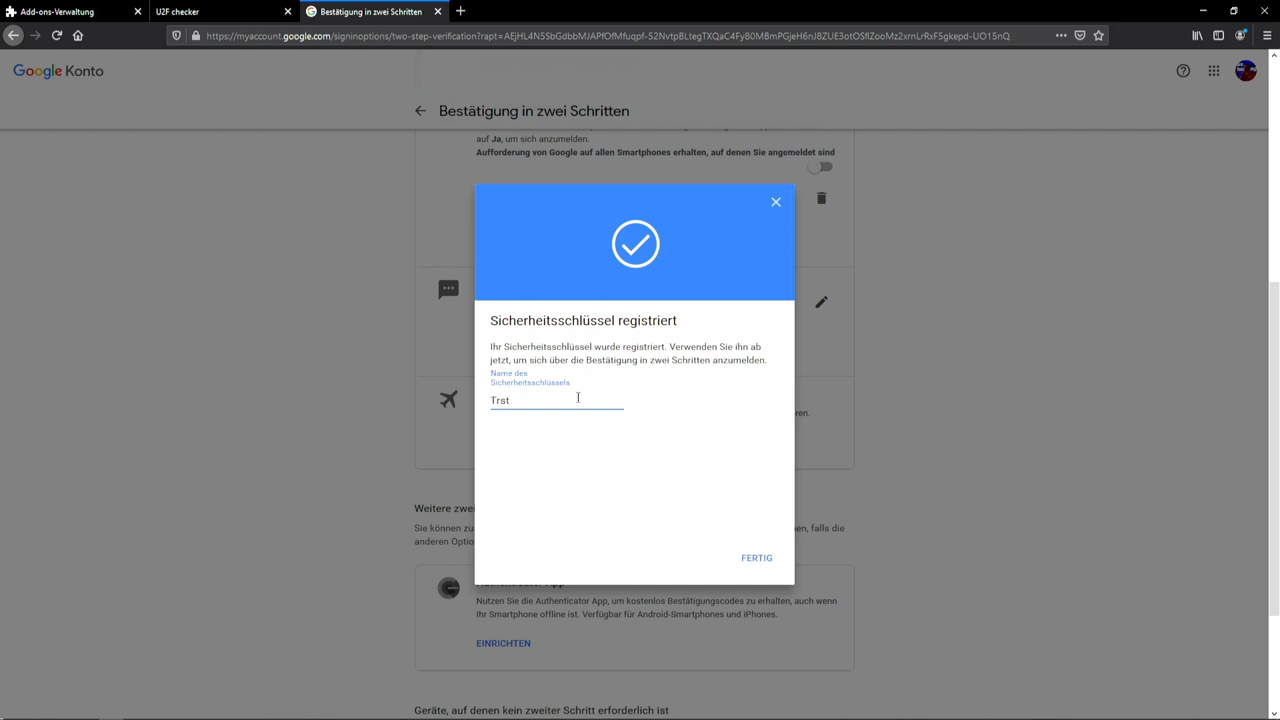 Add-ons-Verwaltung
U2F checker
Bestätigung in zwei Schritten
https://myaccount.google.com/signinoptions/two-step-verification?rapt=AEjHL4N5SbGdbbMJAPfOfMfuqpf-52NvtpBLtegTXQaC4Fy80MBmPGjeH6nJ8ZUE3otOSflZooMz2xrnLrRxF5gkepd-UO15nQ
Google Konto
Bestätigung in zwei Schritten
auf Ja, um sich anzumelden.
Aufforderung von Google auf allen Smartphones erhalten, auf denen Sie angemeldet sind
Sicherheitsschlüssel registriert
Ihr Sicherheitsschlüssel wurde registriert. Verwenden Sie ihn ab
jetzt, um sich über die Bestätigung in zwei Schritten anzumelden.
Name des
Sicherheitsschlüssels
Trst
FERTIG
Weitere zwei
Sie können zu
anderen Optio
en, falls die
Nutzen Sie die Authenticator App, um kostenlos Bestätigungscodes zu erhalten, auch wenn
Ihr Smartphone offline ist. Verfügbar für Android-Smartphones und iPhones.
EINRICHTEN
Geräte, auf denen kein zweiter Schritt erforderlich ist